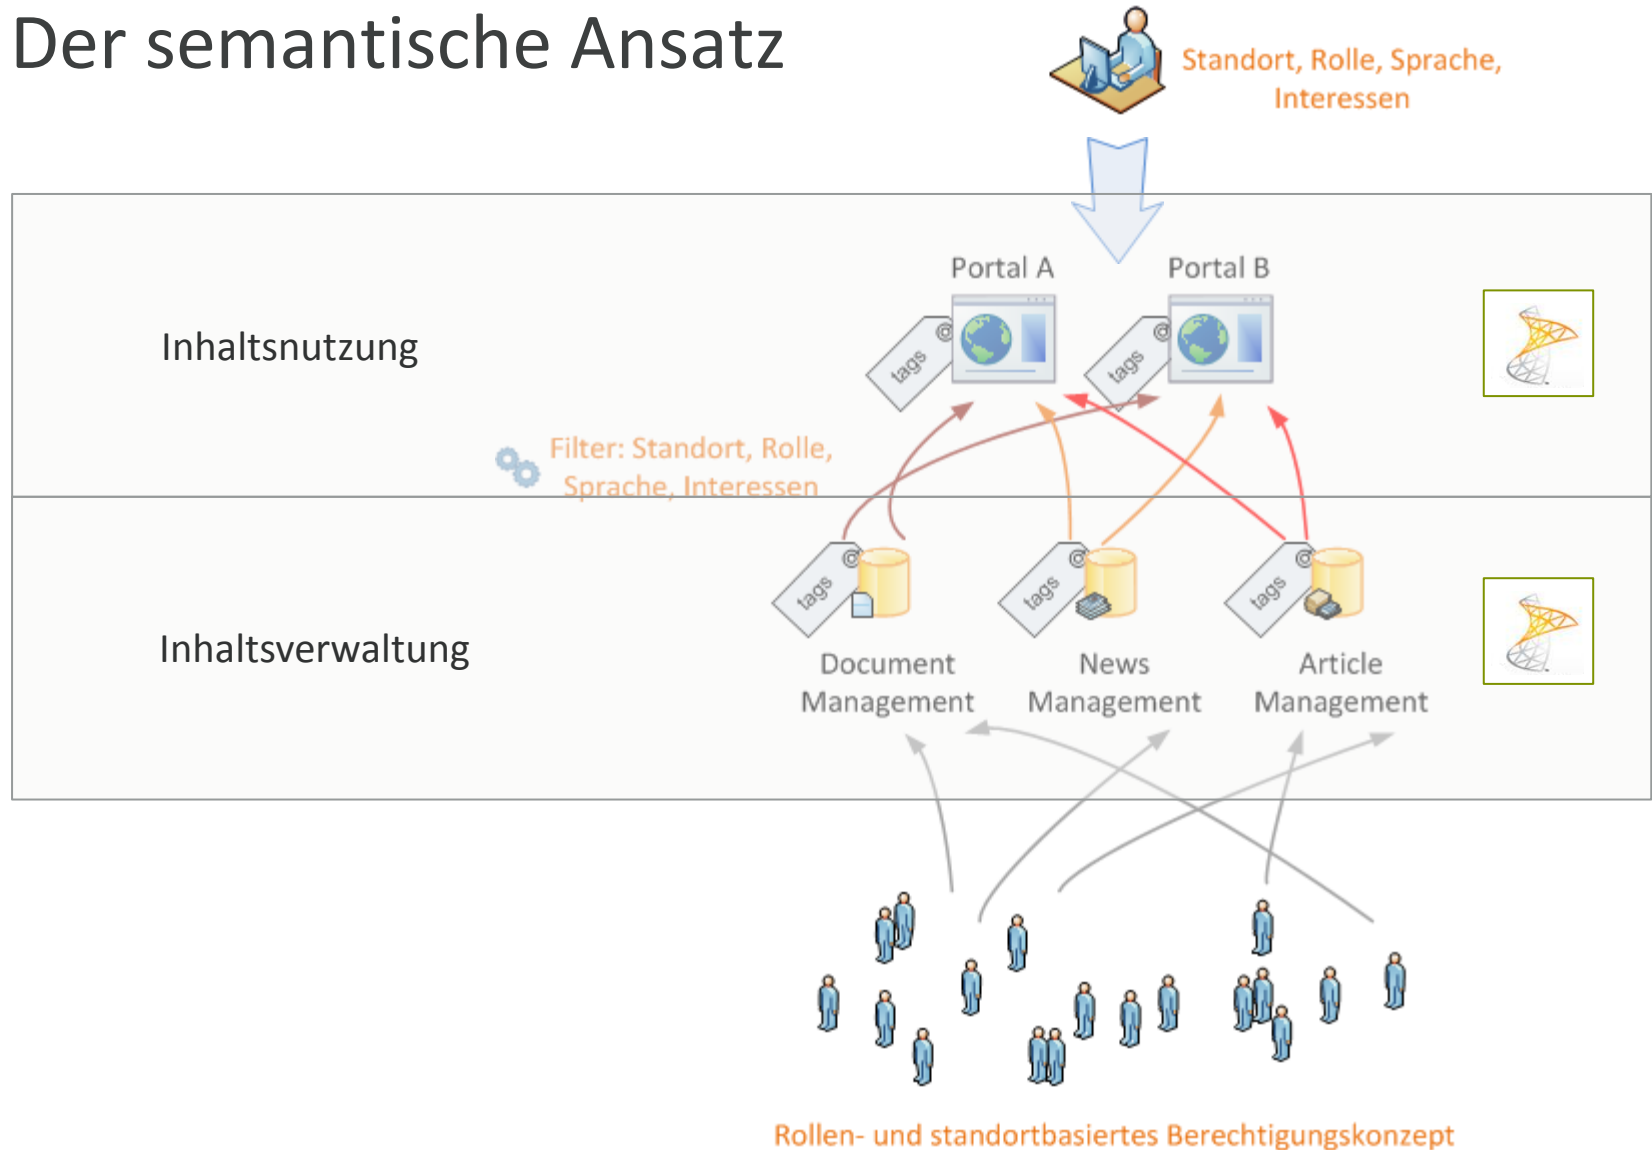 Der semantische Ansatz
Standort, Rolle, Sprache,
Interessen
Portal A
Portal B
tags
tags
Inhaltsnutzung
Filter: Standort, Rolle,
Sprache, Interessen
tags
tags
tags
Inhaltsverwaltung
Document
Management
News
Management
Article
Management
Rollen- und standortbasiertes Berechtigungskonzept